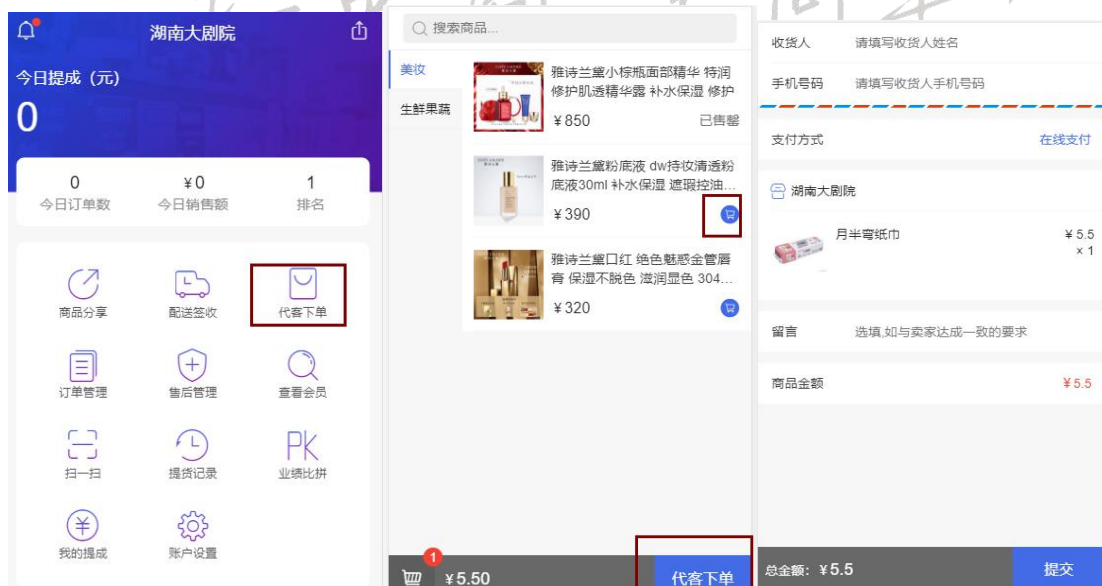 湖南大剧院
今日提成（元）
0
0
今日订单数
¥0
今日销售额
1
排名
商品分享
配送签收
代客下单
订单管理
售后管理
查看会员
扫一扫
提货记录
PK
业绩比拼
我的提成
账户设置
搜索商品...
美妆
生鲜果蔬
雅诗兰黛小棕瓶面部精华 特润
修护肌透精华露 补水保湿 修护
¥850
已售罄
雅诗兰黛粉底液 dw持妆清透粉
底液30ml 补水保湿 遮瑕控油...
¥390
雅诗兰黛口红 绝色魅惑金管唇
膏 保湿不脱色 滋润显色 304...
¥320
1
¥5.50
代客下单
收货人 请填写收货人姓名
手机号码 请填写收货人手机号码
支付方式 在线支付
湖南大剧院
月半弯纸巾 ¥5.5
×1
留言 选填,如与卖家达成一致的要求
商品金额 ¥5.5
总金额：¥5.5
提交